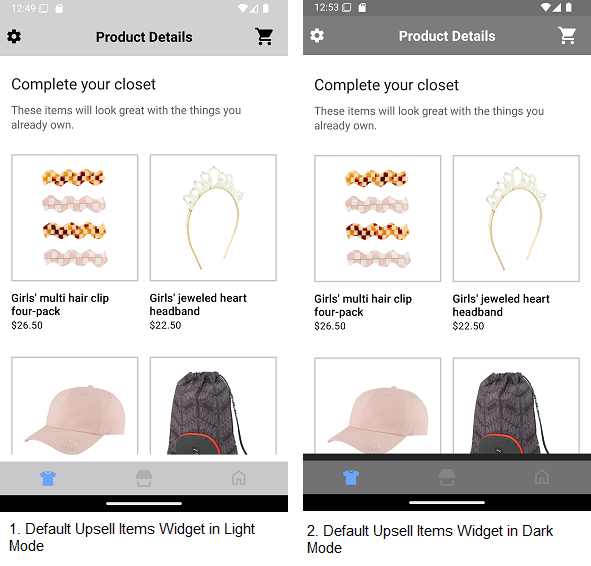 12:49
Product Details
Complete your closet
These items will look great with the things you
already own.
Girls' multi hair clip
four-pack
$26.50
Girls' jeweled heart
headband
$22.50
1. Default Upsell Items Widget in Light
Mode
12:53
Product Details
Complete your closet
These items will look great with the things you
already own.
Girls' multi hair clip
four-pack
$26.50
Girls' jeweled heart
headband
$22.50
2. Default Upsell Items Widget in Dark
Mode